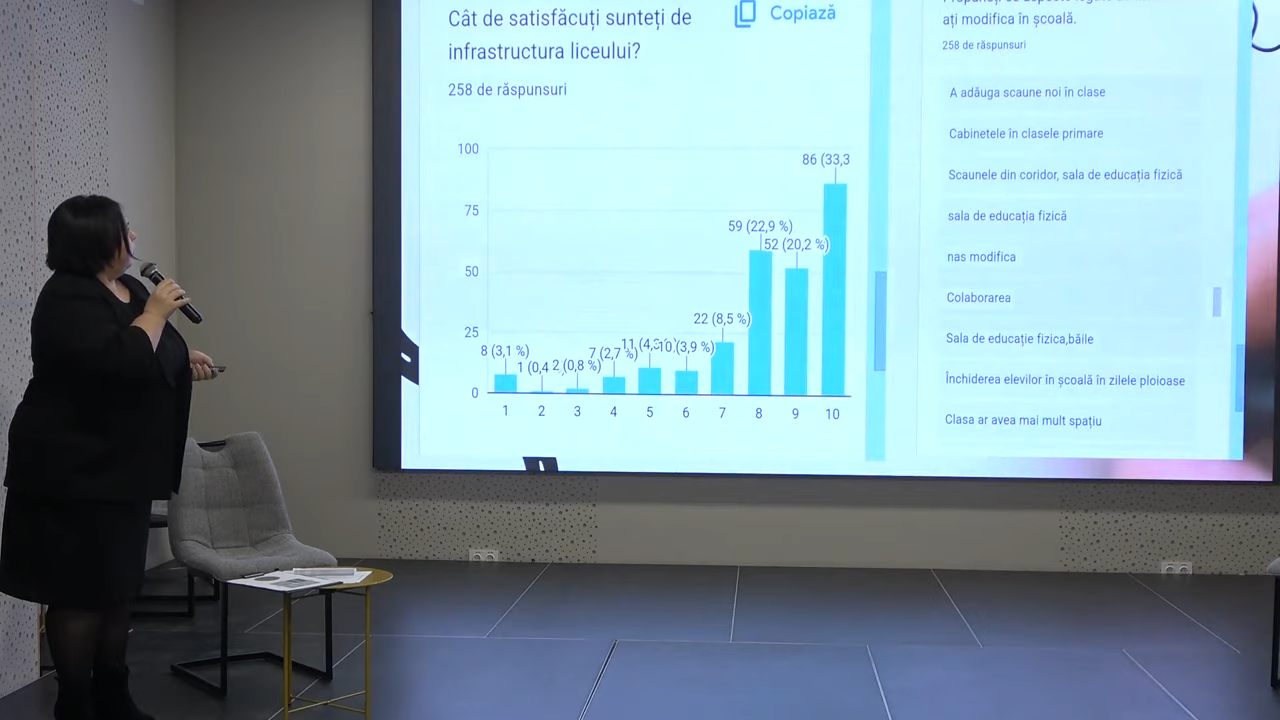 Cât de satisfăcuți sunteți de
infrastructura liceului?
Copiază
258 de răspunsuri
100
75
50
25
0
8 (3,1 %)
1 (0,4
2 (0,8 %)
7 (2,7 %)
11 (4,3
10 (3,9 %)
22 (8,5 %)
59 (22,9 %)
52 (20,2 %)
86 (33,3
1 2 3 4 5 6 7 8 9 10
ați modifica în școală.
258 de răspunsuri
A adăuga scaune noi în clase
Cabinetele în clasele primare
Scaunele din coridor, sala de educația fizică
sala de educația fizică
nas modifica
Colaborarea
Sala de educație fizica,băile
Închiderea elevilor în școală în zilele ploioase
Clasa ar avea mai mult spațiu